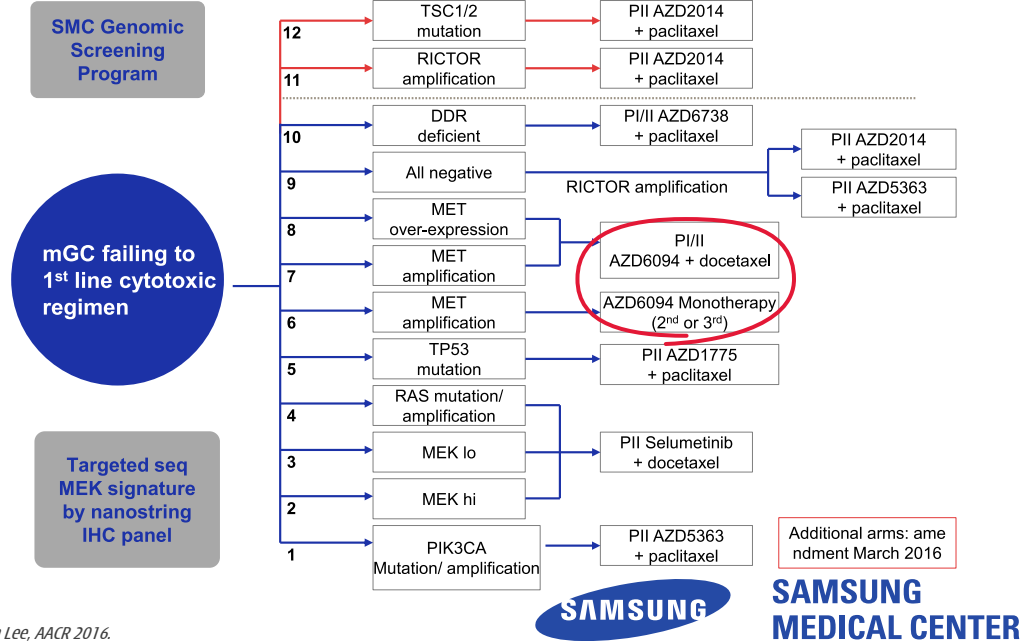 SMC Genomic
Screening
Program
mGC failing to
1st line cytotoxic
regimen
Targeted seq
MEK signature
by nanostring
IHC panel
12
TSC1/2
mutation
PII AZD2014
+ paclitaxel
11
RICTOR
amplification
PII AZD2014
+ paclitaxel
10
DDR
deficient
PI/II AZD6738
+ paclitaxel
9
All negative
RICTOR amplification
PII AZD2014
+ paclitaxel
PII AZD5363
+ paclitaxel
8
MET
over-expression
7
MET
amplification
PI/II
AZD6094 + docetaxel
6
MET
amplification
AZD6094 Monotherapy
(2nd or 3rd)
5
TP53
mutation
PII AZD1775
+ paclitaxel
4
RAS mutation/
amplification
3
MEK lo
2
MEK hi
PII Selumetinib
+ docetaxel
1
PIK3CA
Mutation/ amplification
PII AZD5363
+ paclitaxel
Additional arms: ame
ndment March 2016
SAMSUNG
SAMSUNG
MEDICAL CENTER
Lee, AACR 2016.